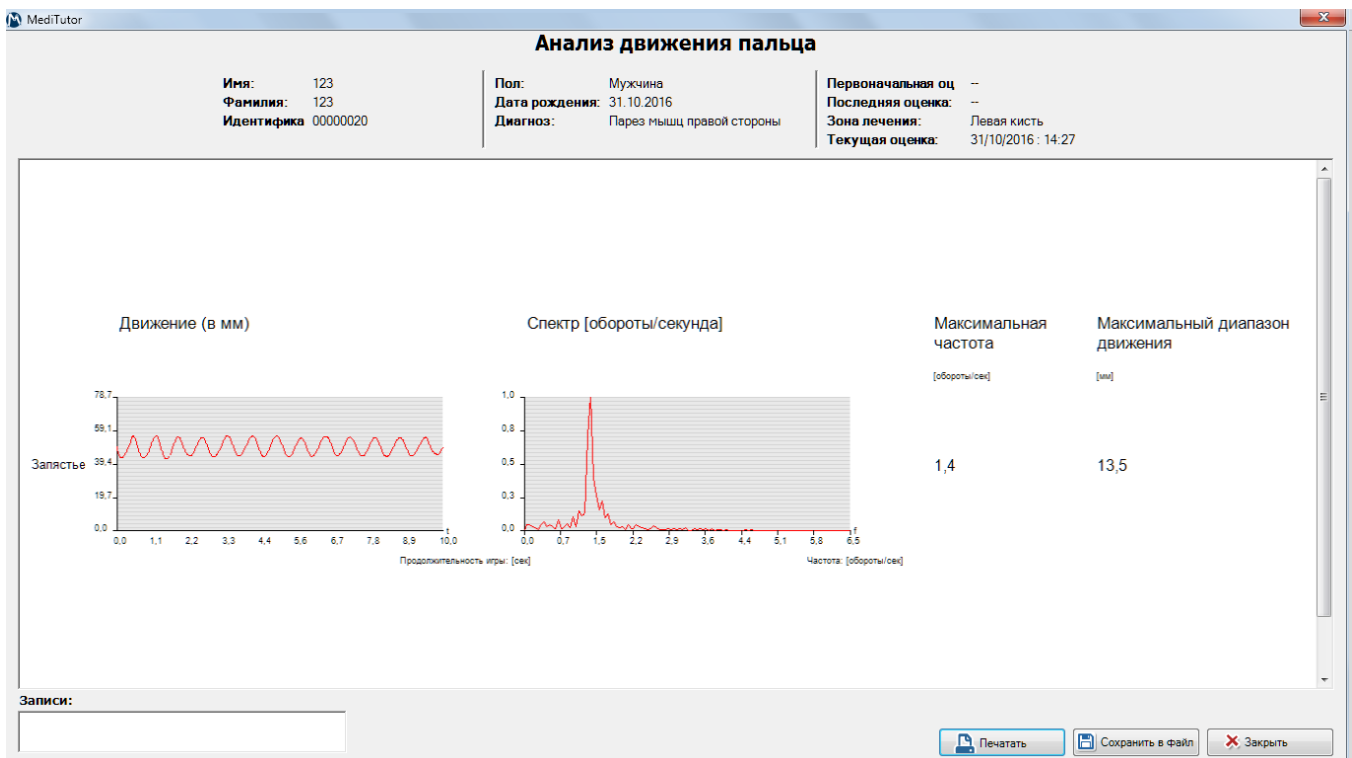 MediTutor
Анализ движения пальца
Имя: 123
Фамилия: 123
Идентифика 00000020
Пол: Мужчина
Дата рождения: 31.10.2016
Диагноз: Парез мышц правой стороны
Первоначальная оц --
Последняя оценка: --
Зона лечения: Левая кисть
Текущая оценка: 31/10/2016 : 14:27
Движение (в мм)
Спектр [обороты/секунда]
Максимальная
частота
[обороты/сек]
Максимальный диапазон
движения
[мм]
Запястье
78,7
59,1
39,4
19,7
0,0
0,0 1,1 2,2 3,3 4,4 5,6 6,7 7,8 8,9 10,0
t
Продолжительность игры: [сек]
1,0
0,8
0,5
0,3
0,0
0,0 0,7 1,5 2,2 2,9 3,6 4,4 5,1 5,8 6,5
f
Частота: [обороты/сек]
1,4
13,5
Записи:
Печатать
Сохранить в файл
Закрыть